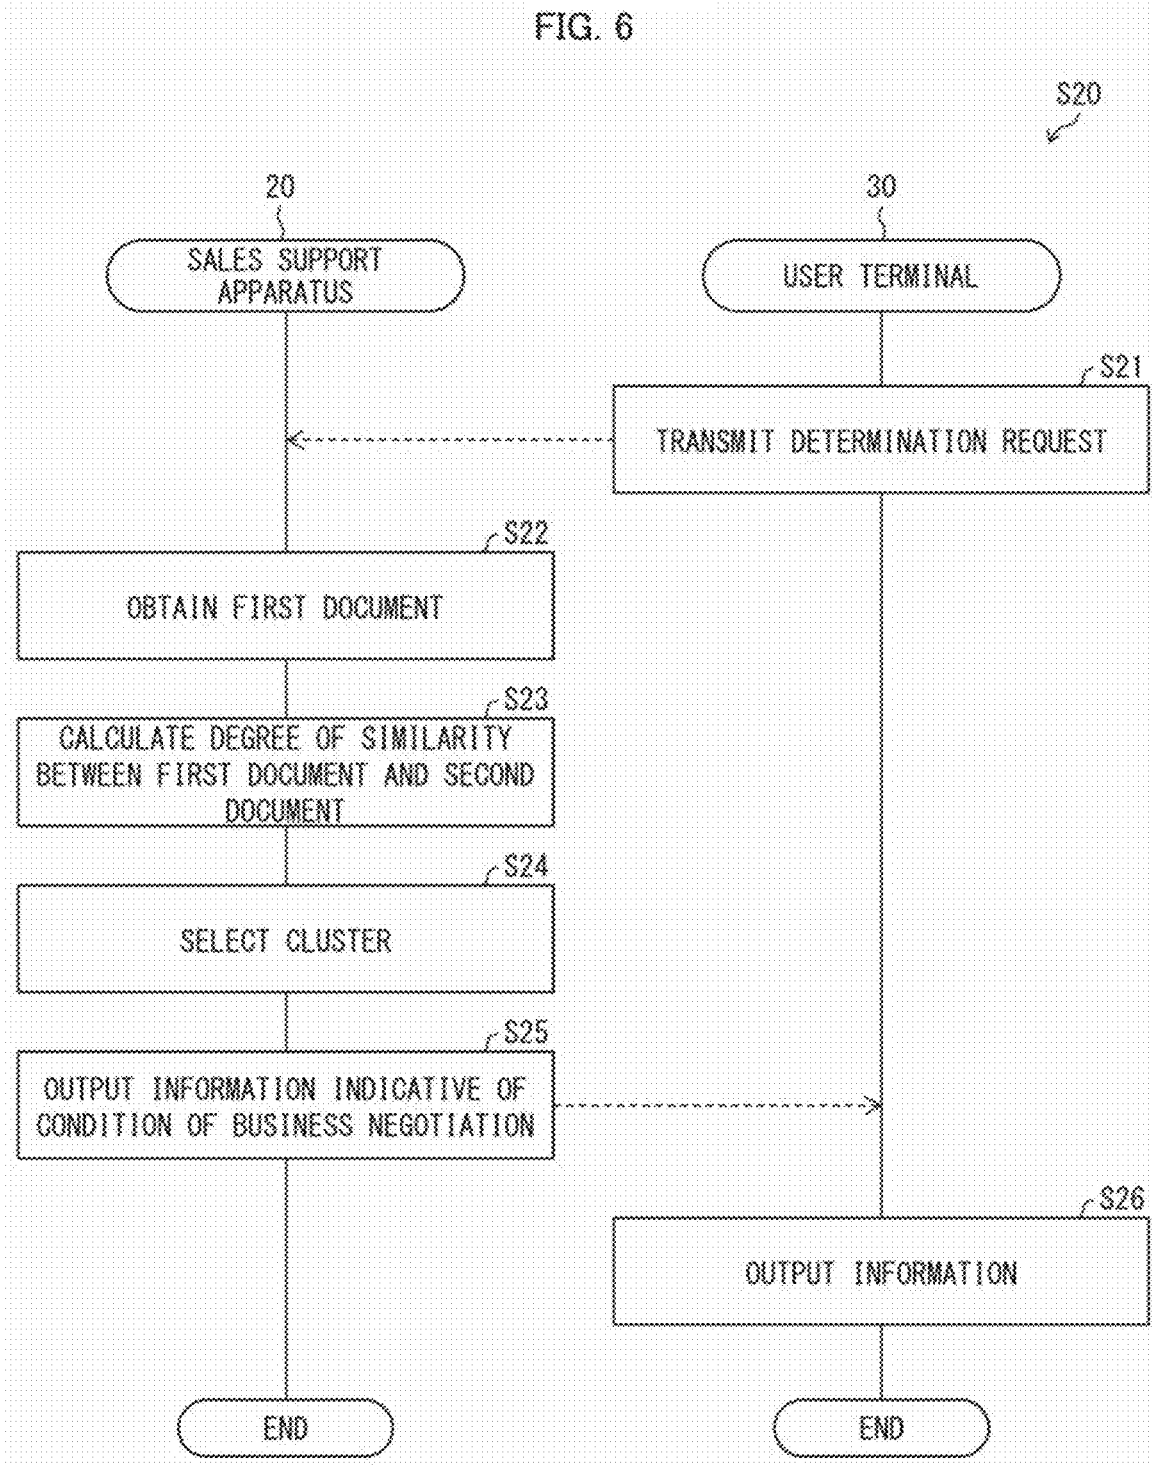 FIG. 6
S20
20
30
SALES SUPPORT
APPARATUS
USER TERMINAL
S21
TRANSMIT DETERMINATION REQUEST
S22
OBTAIN FIRST DOCUMENT
S23
CALCULATE DEGREE OF SIMILARITY
BETWEEN FIRST DOCUMENT AND SECOND
DOCUMENT
S24
SELECT CLUSTER
S25
OUTPUT INFORMATION INDICATIVE OF
CONDITION OF BUSINESS NEGOTIATION
S26
OUTPUT INFORMATION
END
END